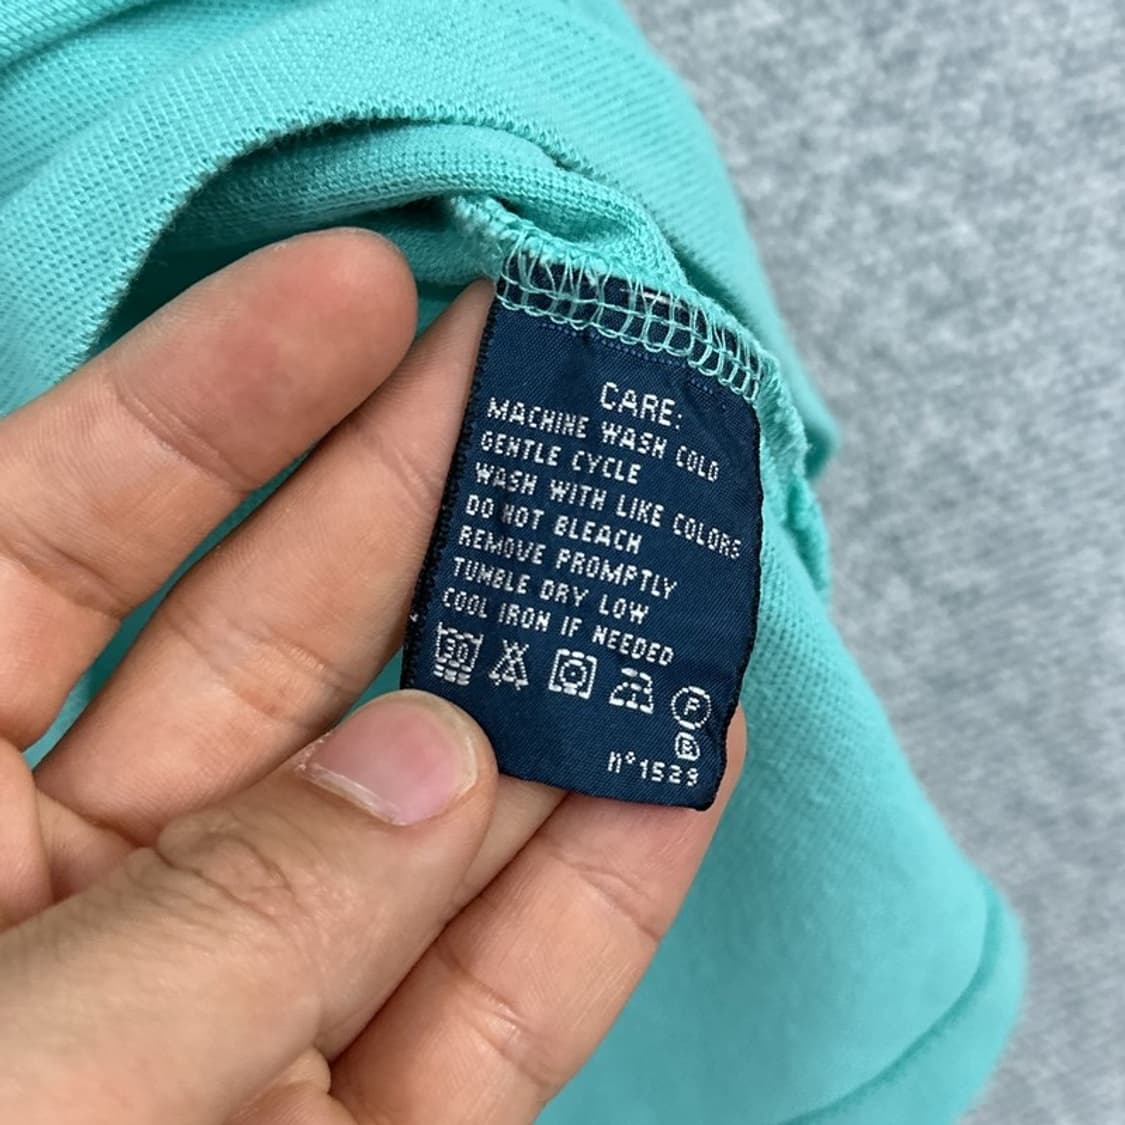 CARE:
MACHINE WASH COLD
GENTLE CYCLE
WASH WITH LIKE COLORS
DO NOT BLEACH
REMOVE PROMPTLY
TUMBLE DRY LOW
COOL IRON IF NEEDED
30
F
R
n°1529